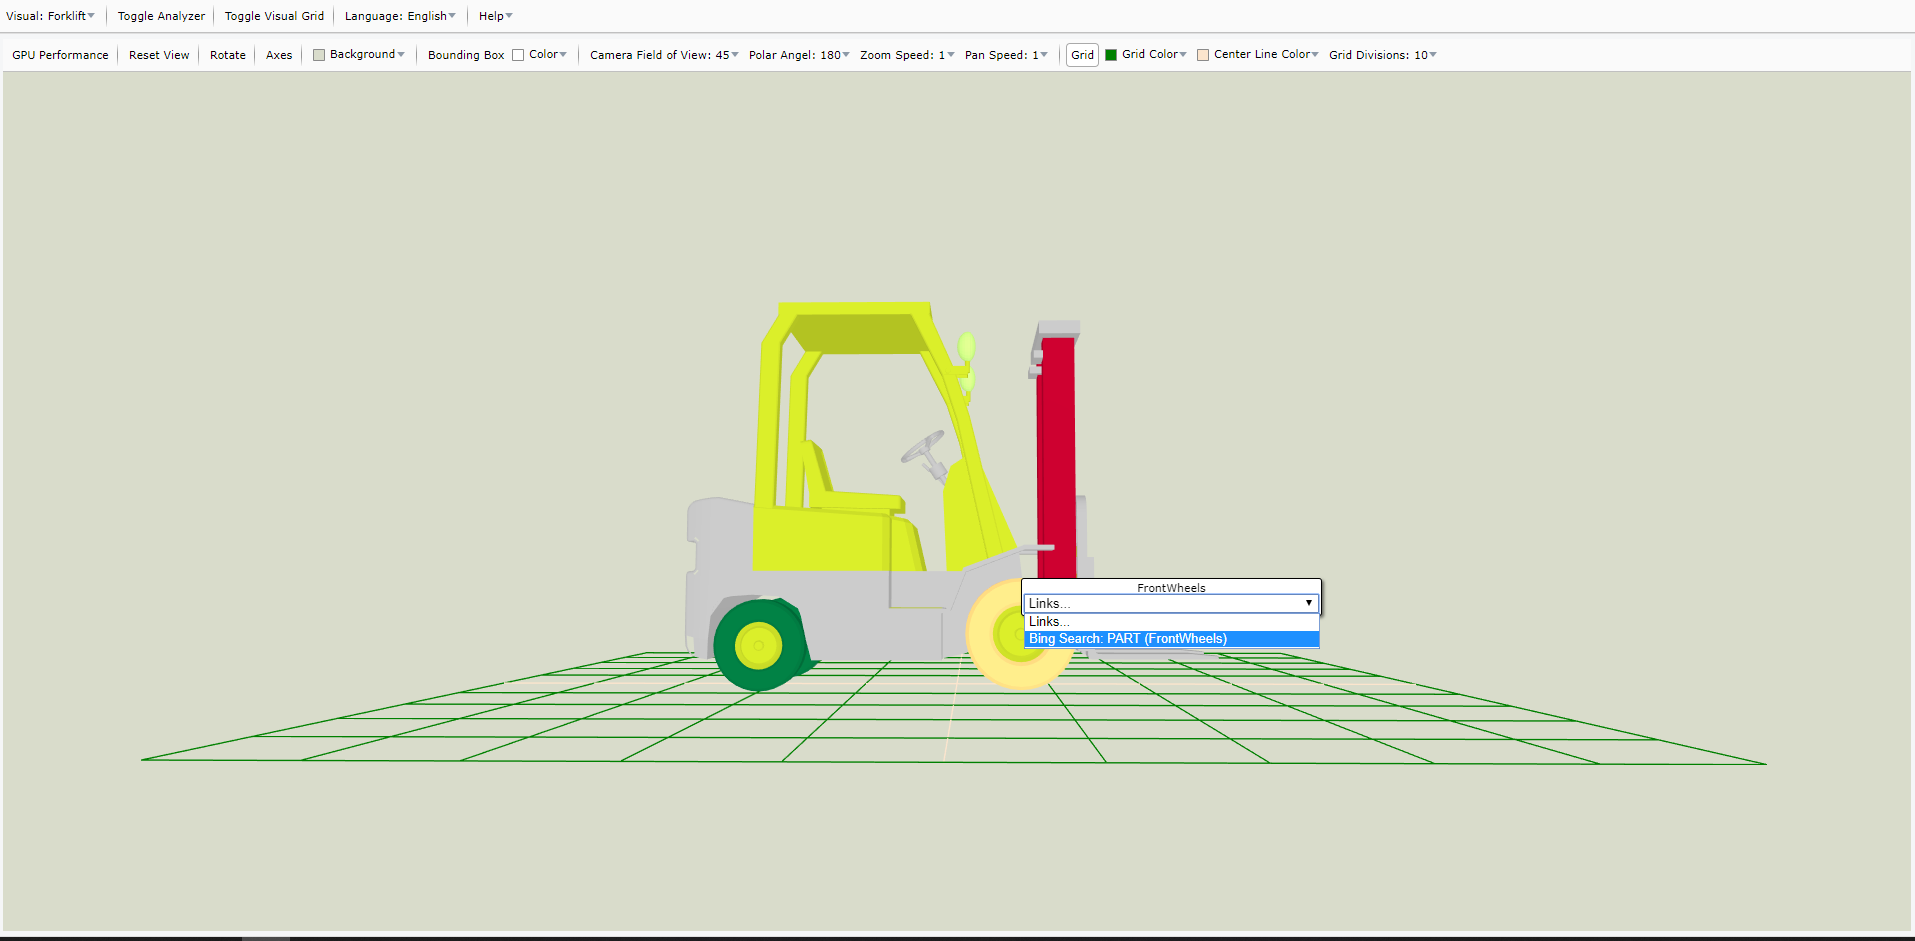 Visual: Forklift Toggle Analyzer Toggle Visual Grid Language: English Help
GPU Performance Reset View Rotate Axes Background Bounding Box Color Camera Field of View: 45 Polar Angel: 180 Zoom Speed: 1 Pan Speed: 1 Grid Grid Color Center Line Color Grid Divisions: 10
FrontWheels
Links...
Links...
Bing Search: PART (FrontWheels)